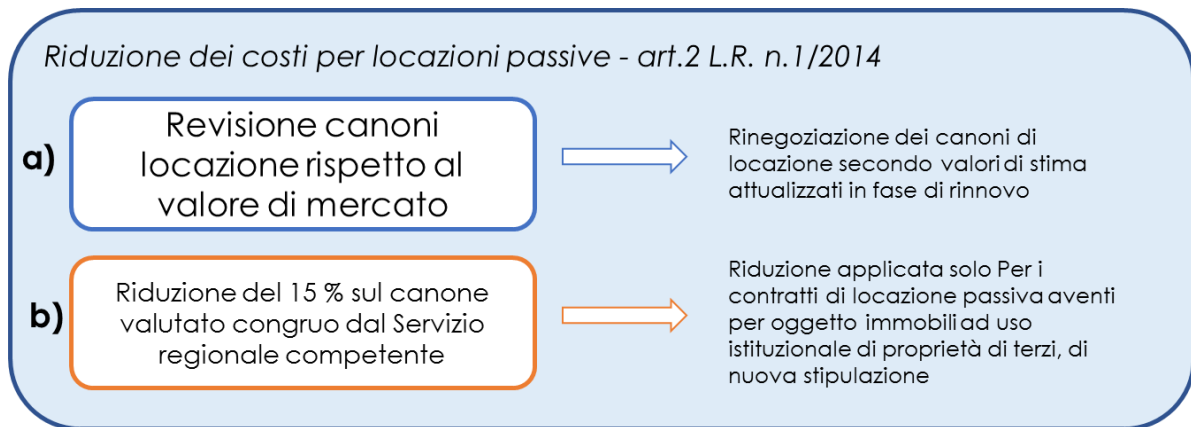 Riduzione dei costi per locazioni passive - art.2 L.R. n.1/2014
a)
Revisione canoni
locazione rispetto al
valore di mercato
Rinegoziazione dei canoni di
locazione secondo valori di stima
attualizzati in fase di rinnovo
b)
Riduzione del 15 % sul canone
valutato congruo dal Servizio
regionale competente
Riduzione applicata solo Per i
contratti di locazione passiva aventi
per oggetto immobili ad uso
istituzionale di proprietà di terzi, di
nuova stipulazione